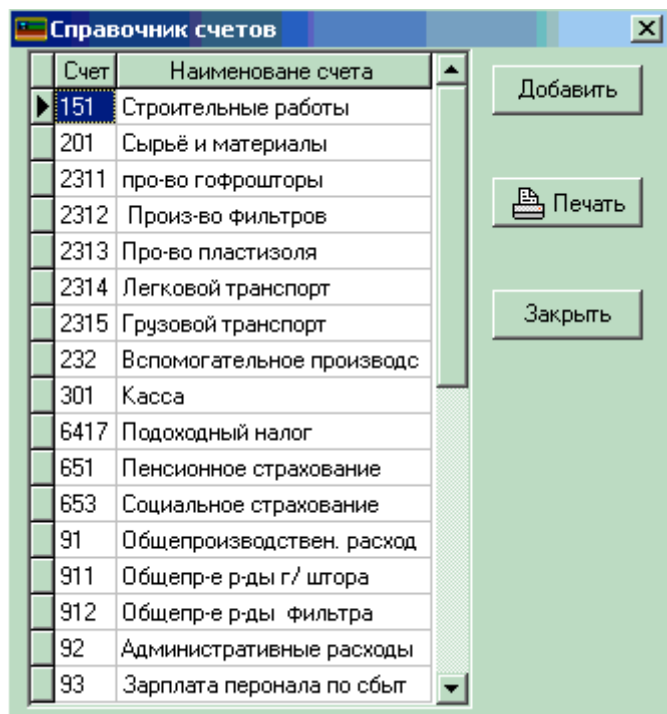 Справочник счетов
Счет Наименоване счета
Добавить
151 Строительные работы
201 Сырьё и материалы
2311 про-во гофрошторы
Печать
2312 Произ-во фильтров
2313 Про-во пластизоля
2314 Легковой транспорт
2315 Грузовой транспорт
Закрыть
232 Вспомогательное производс
301 Касса
6417 Подоходный налог
651 Пенсионное страхование
653 Социальное страхование
91 Общепроизводствен. расход
911 Общепр-е р-ды г/ штора
912 Общепр-е р-ды фильтра
92 Административные расходы
93 Зарплата перонала по сбыт